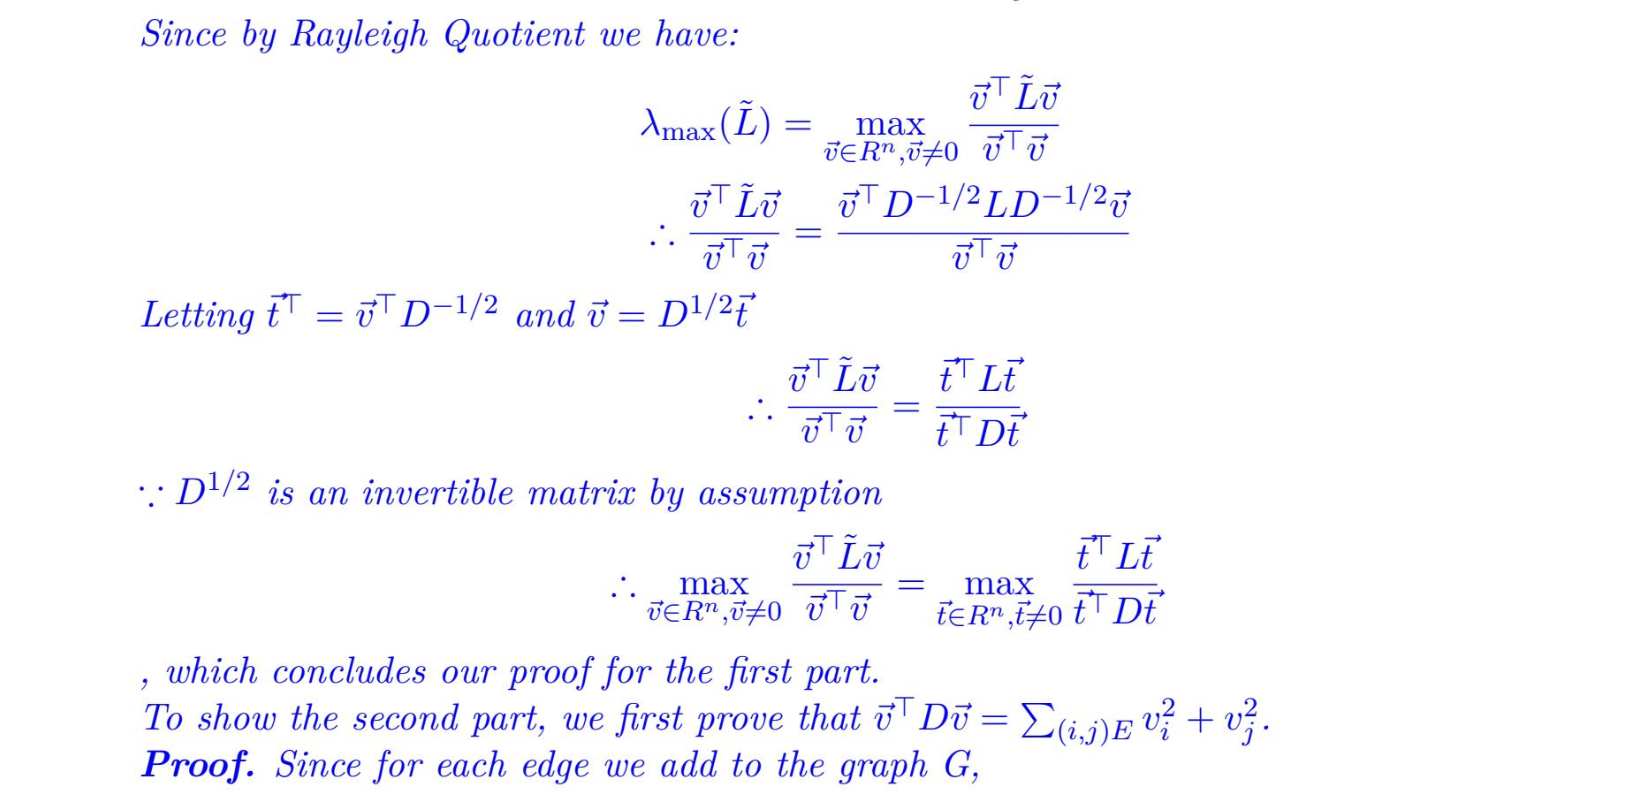 Since by Rayleigh Quotient we have:
$\lambda_{\max}(\tilde{L}) = \max_{\vec{v} \in R^n, \vec{v} \neq 0} \frac{\vec{v}^\top \tilde{L} \vec{v}}{\vec{v}^\top \vec{v}}$
$\therefore \frac{\vec{v}^\top \tilde{L} \vec{v}}{\vec{v}^\top \vec{v}} = \frac{\vec{v}^\top D^{-1/2} L D^{-1/2} \vec{v}}{\vec{v}^\top \vec{v}}$
Letting $\vec{t}^\top = \vec{v}^\top D^{-1/2}$ and $\vec{v} = D^{1/2} \vec{t}$
$\therefore \frac{\vec{v}^\top \tilde{L} \vec{v}}{\vec{v}^\top \vec{v}} = \frac{\vec{t}^\top L \vec{t}}{\vec{t}^\top D \vec{t}}$
$\because D^{1/2}$ is an invertible matrix by assumption
$\therefore \max_{\vec{v} \in R^n, \vec{v} \neq 0} \frac{\vec{v}^\top \tilde{L} \vec{v}}{\vec{v}^\top \vec{v}} = \max_{\vec{t} \in R^n, \vec{t} \neq 0} \frac{\vec{t}^\top L \vec{t}}{\vec{t}^\top D \vec{t}}$
, which concludes our proof for the first part.
To show the second part, we first prove that $\vec{v}^\top D \vec{v} = \sum_{(i,j)E} v_i^2 + v_j^2$.
Proof. Since for each edge we add to the graph G,